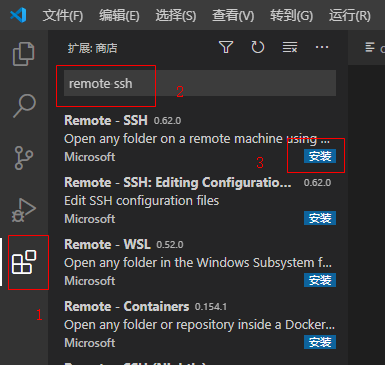 文件(F) 编辑(E) 选择(S) 查看(V) 转到(G) 运行(R)
扩展: 商店
remote ssh
2
Remote - SSH 0.62.0
Open any folder on a remote machine using ...
Microsoft 安装
3
Remote - SSH: Editing Configuratio... 0.62.0
Edit SSH configuration files
Microsoft 安装
Remote - WSL 0.52.0
Open any folder in the Windows Subsystem f...
Microsoft 安装
1
Remote - Containers 0.154.1
Open any folder or repository inside a Docker...
Microsoft 安装